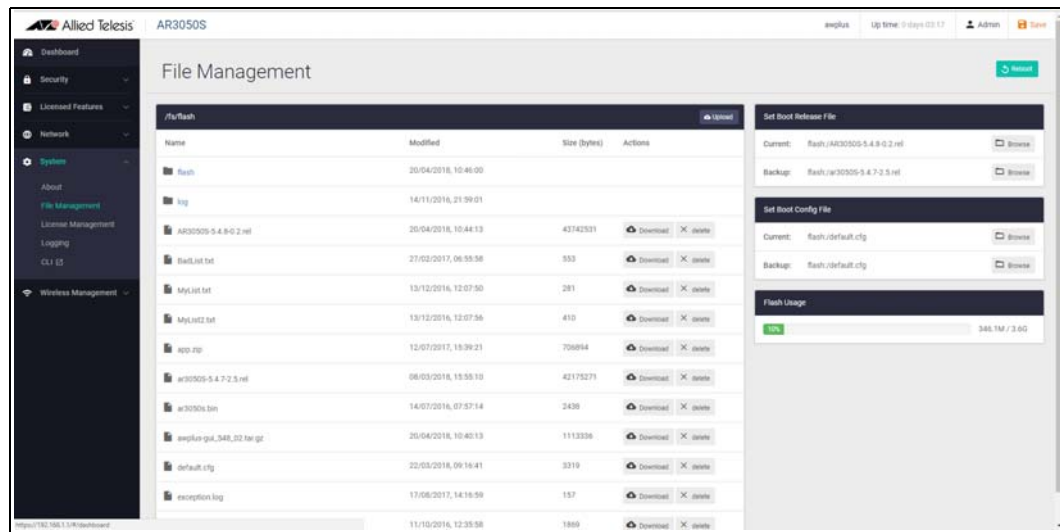 Allied Telesis AR3050S awplus Up time: 0 days 03:17 Admin Save
Dashboard
Security
Licensed Features
Network
System
About
File Management
License Management
Logging
CLI
Wireless Management
File Management
Reboot
/fs/flash Upload
Name Modified Size (bytes) Actions
flash 20/04/2018, 10:46:00
log 14/11/2016, 21:59:01
AR3050S-5.4.8-0.2.rel 20/04/2018, 10:44:13 43742531 Download delete
BadList.txt 27/02/2017, 06:55:58 553 Download delete
MyList.txt 13/12/2016, 12:07:50 281 Download delete
MyList2.txt 13/12/2016, 12:07:56 410 Download delete
app.zip 12/07/2017, 15:39:21 706894 Download delete
ar3050S-5.4.7-2.5.rel 08/03/2018, 15:55:10 42175271 Download delete
ar3050s.bin 14/07/2016, 07:57:14 2436 Download delete
awplus-gui_548_02.tar.gz 20/04/2018, 10:40:13 1113336 Download delete
default.cfg 22/03/2018, 09:16:41 3319 Download delete
exception.log 17/08/2017, 14:16:59 157 Download delete
11/10/2016, 12:35:58 1869 Download delete
Set Boot Release File
Current: flash:/AR3050S-5.4.8-0.2.rel Browse
Backup: flash:/ar3050S-5.4.7-2.5.rel Browse
Set Boot Config File
Current: flash:/default.cfg Browse
Backup: flash:/default.cfg Browse
Flash Usage
10% 346.1M / 3.6G
https://192.168.1.1/#/dashboard